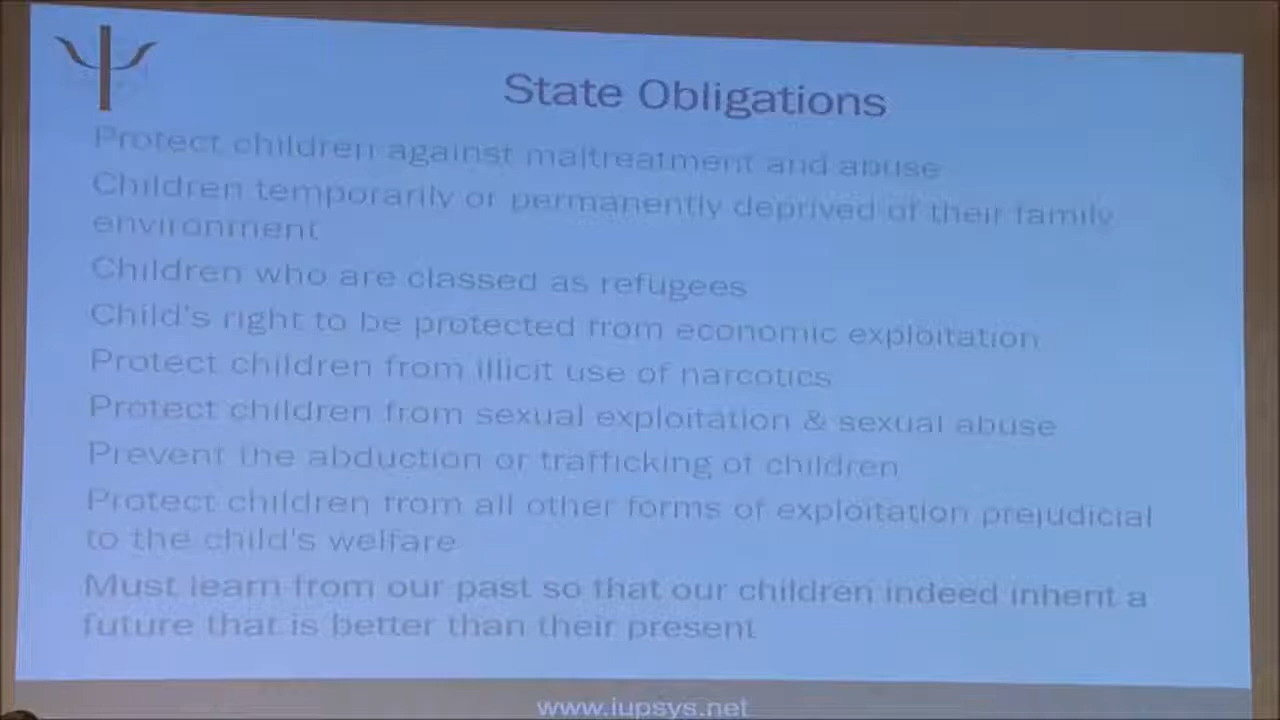 State Obligations
Protect children against maltreatment and abuse
Children temporarily or permanently deprived of their family
environment
Children who are classed as refugees
Child's right to be protected from economic exploitation
Protect children from illicit use of narcotics
Protect children from sexual exploitation & sexual abuse
Prevent the abduction or trafficking of children
Protect children from all other forms of exploitation prejudicial
to the child's welfare
Must learn from our past so that our children indeed inherit a
future that is better than their present
www.iupsys.net